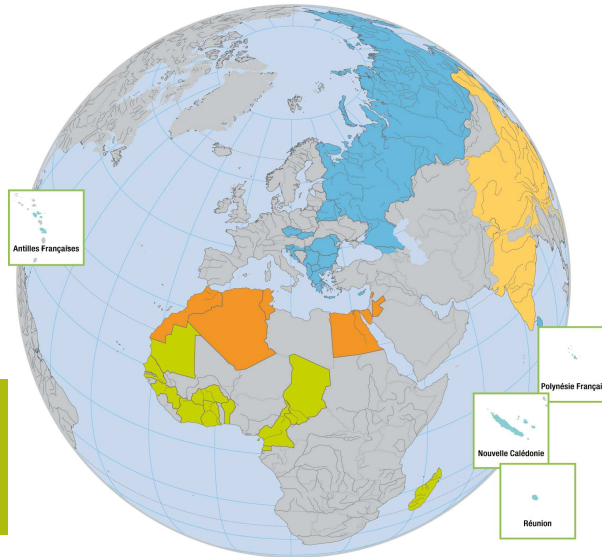 Antilles Françaises
Polynésie Françai
Nouvelle Calédonie
Réunion